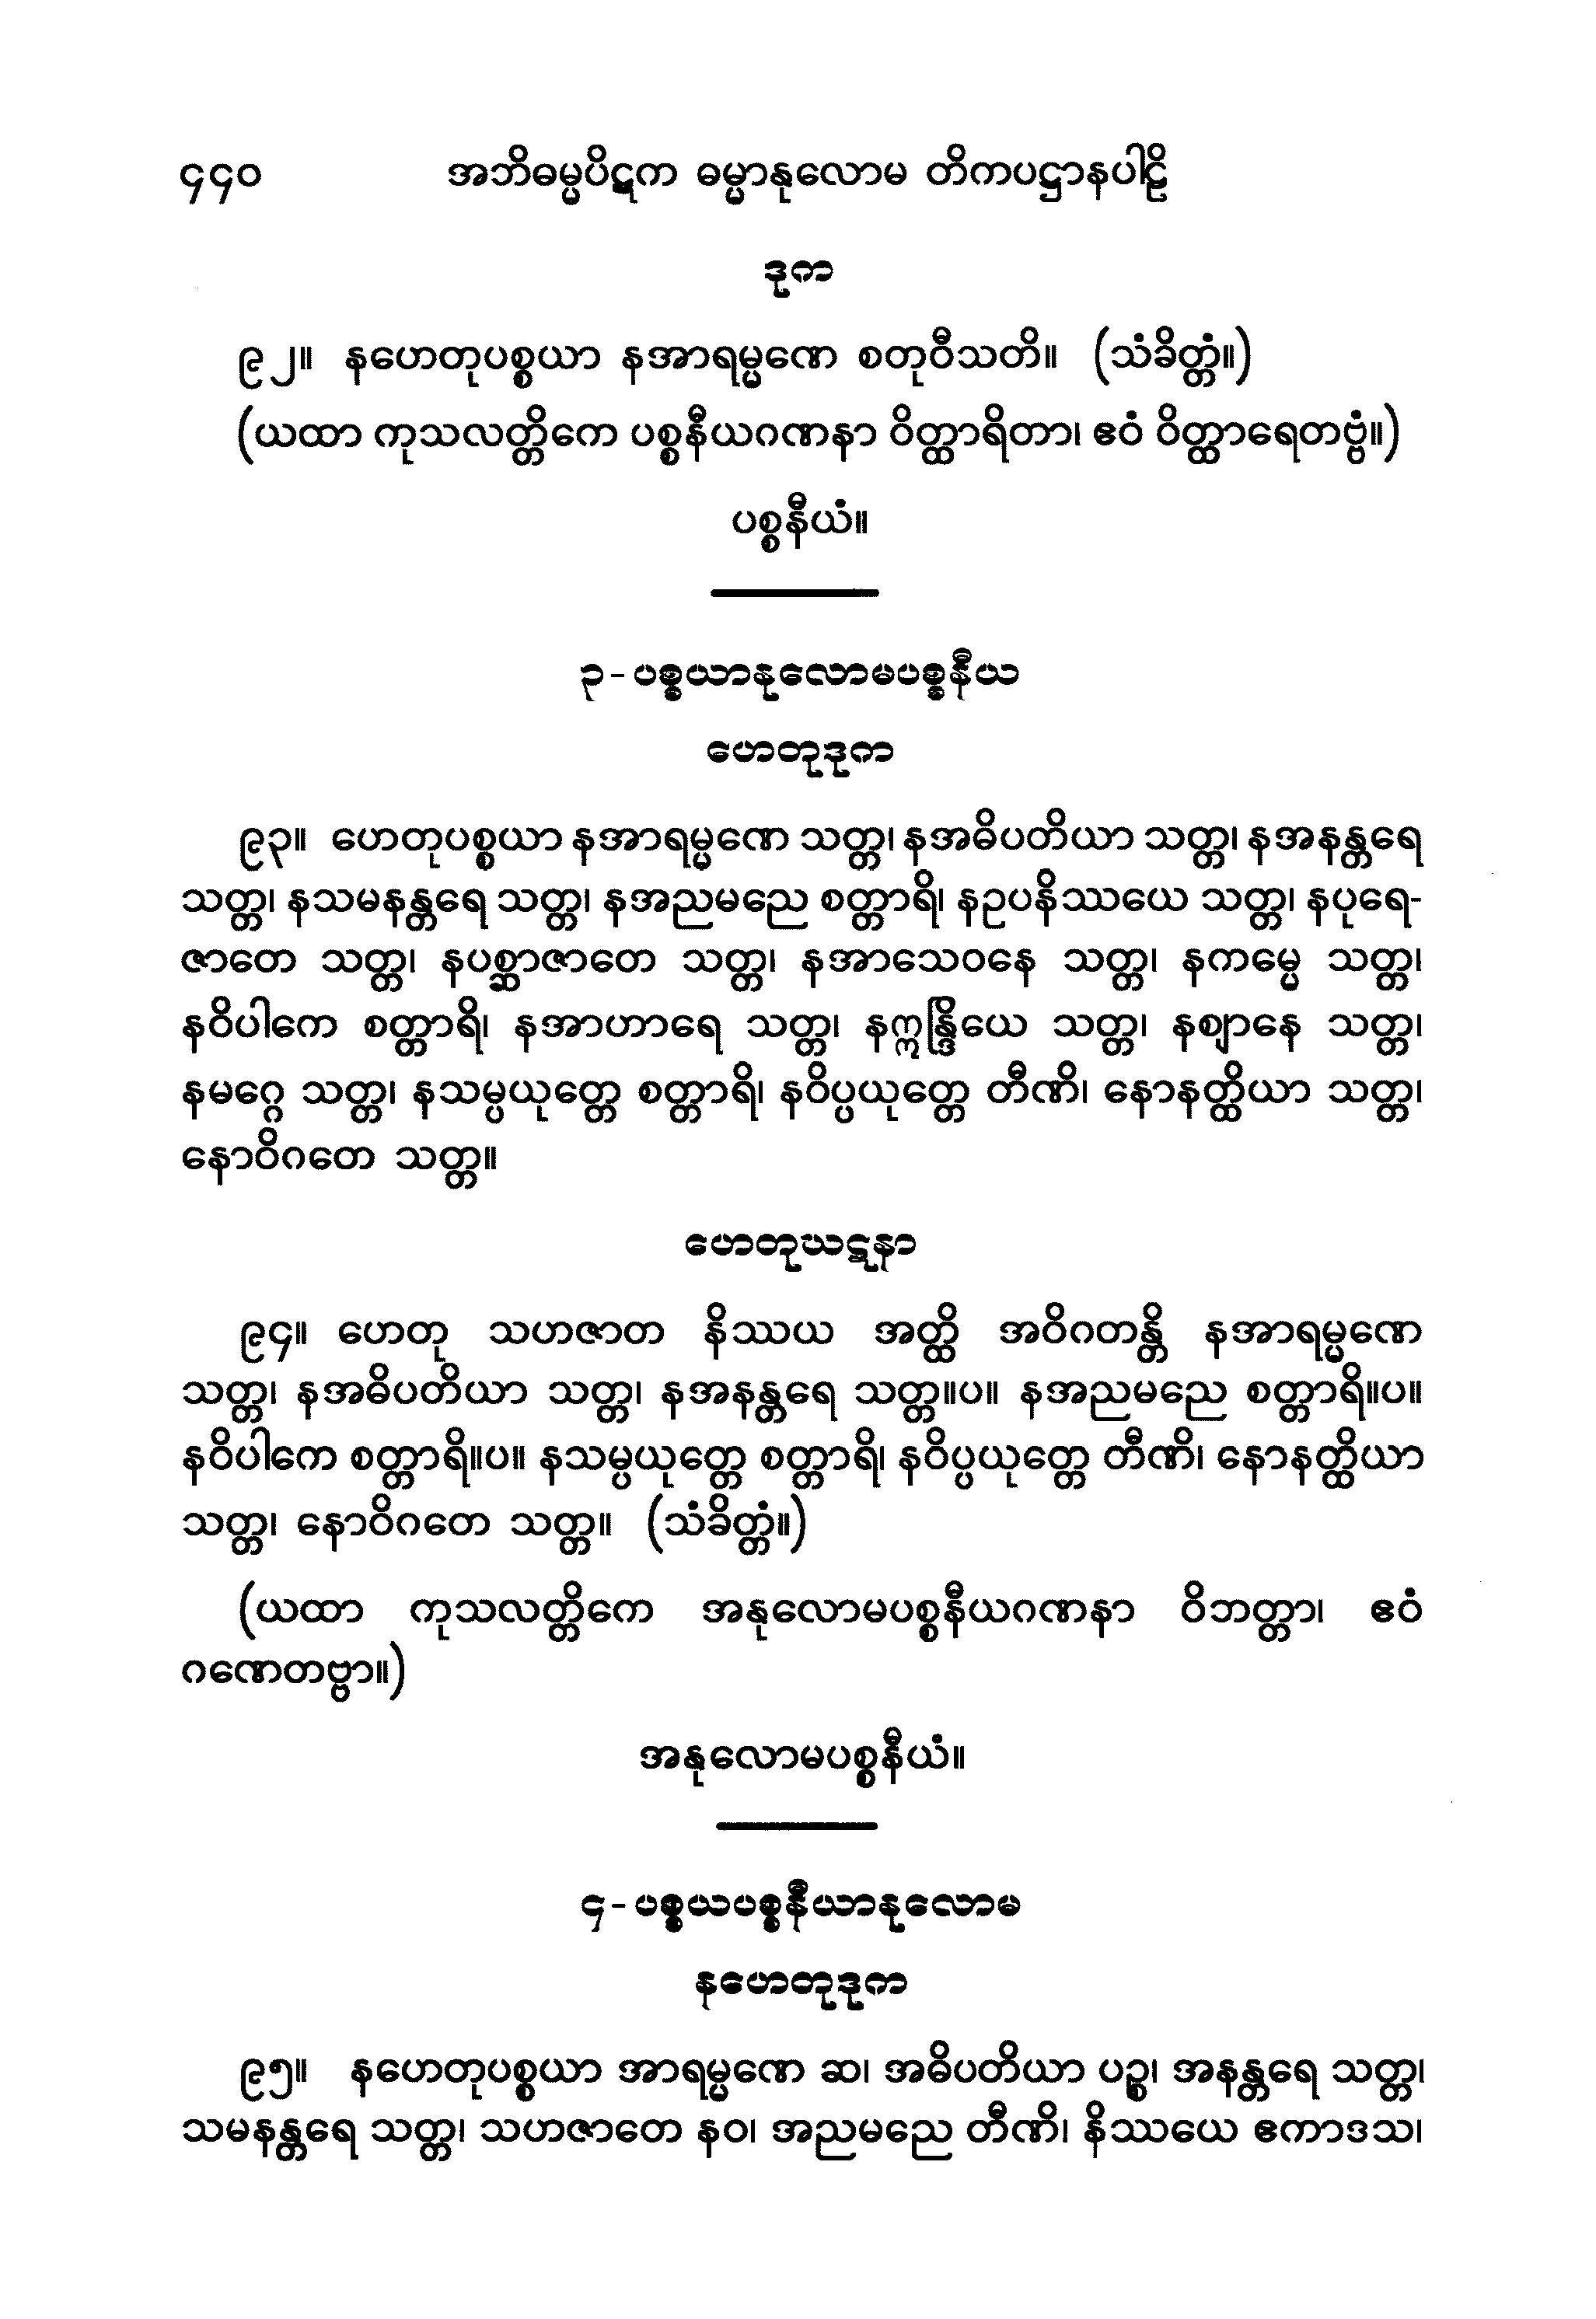 ၄၄၀ အဘိဓမ္မပိဋက ဓမ္မာနုလောမ တိကပဋ္ဌာနပါဠိ
ဒုက
၉၂။ နဟေတုပစ္စယာ နအာရမ္မဏေ စတုဝီသတိ။ (သံခိတ္တံ။)
(ယထာ ကုသလတ္တိကေ ပစ္စနီယဂဏနာ ဝိတ္ထာရိတာ၊ ဧဝံ ဝိတ္ထာရေတဗ္ဗံ။)
ပစ္စနီယံ။
၃-ပစ္စယာနုလောမပစ္စနီယ
ဟေတုဒုက
၉၃။ ဟေတုပစ္စယာ နအာရမ္မဏေ သတ္တ၊ နအဓိပတိယာ သတ္တ၊ နအနန္တရေ
သတ္တ၊ နသမနန္တရေ သတ္တ၊ နအညမညေ စတ္တာရိ၊ နဥပနိဿယေ သတ္တ၊ နပုရေ-
ဇာတေ သတ္တ၊ နပစ္ဆာဇာတေ သတ္တ၊ နအာသေဝနေ သတ္တ၊ နကမ္မေ သတ္တ၊
နဝိပါကေ စတ္တာရိ၊ နအာဟာရေ သတ္တ၊ နဣန္ဒြိယေ သတ္တ၊ နဈာနေ သတ္တ၊
နမဂ္ဂေ သတ္တ၊ နသမ္ပယုတ္တေ စတ္တာရိ၊ နဝိပ္ပယုတ္တေ တီဏိ၊ နောနတ္ထိယာ သတ္တ၊
နောဝိဂတေ သတ္တ။
ဟေတုဃဋနာ
၉၄။ ဟေတု သဟဇာတ နိဿယ အတ္ထိ အဝိဂတန္တိ နအာရမ္မဏေ
သတ္တ၊ နအဓိပတိယာ သတ္တ၊ နအနန္တရေ သတ္တ။ပ။ နအညမညေ စတ္တာရိ။ပ။
နဝိပါကေ စတ္တာရိ။ပ။ နသမ္ပယုတ္တေ စတ္တာရိ၊ နဝိပ္ပယုတ္တေ တီဏိ၊ နောနတ္ထိယာ
သတ္တ၊ နောဝိဂတေ သတ္တ။ (သံခိတ္တံ။)
(ယထာ ကုသလတ္တိကေ အနုလောမပစ္စနီယဂဏနာ ဝိဘတ္တာ၊ ဧဝံ
ဂဏေတဗ္ဗာ။)
အနုလောမပစ္စနီယံ။
၄-ပစ္စယပစ္စနီယာနုလောမ
နဟေတုဒုက
၉၅။ နဟေတုပစ္စယာ အာရမ္မဏေ ဆ၊ အဓိပတိယာ ပဉ္စ၊ အနန္တရေ သတ္တ၊
သမနန္တရေ သတ္တ၊ သဟဇာတေ နဝ၊ အညမညေ တီဏိ၊ နိဿယေ ဧကာဒသ၊